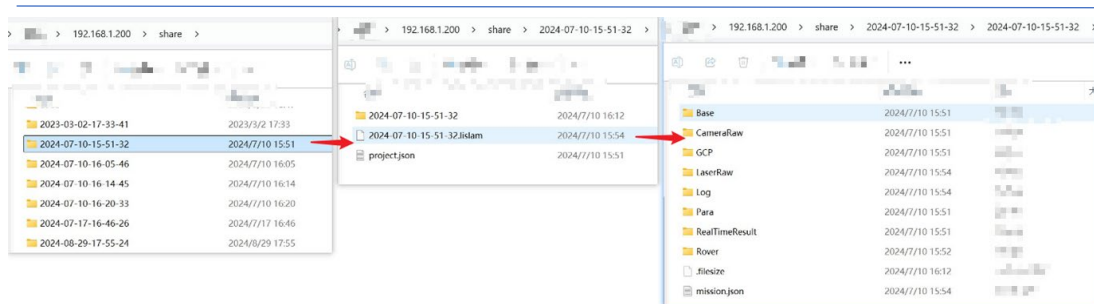 > 192.168.1.200 > share >
2023-03-02-17-33-41 2023/3/2 17:33
2024-07-10-15-51-32 2024/7/10 15:51
2024-07-10-16-05-46 2024/7/10 16:05
2024-07-10-16-14-45 2024/7/10 16:14
2024-07-10-16-20-33 2024/7/10 16:20
2024-07-17-16-46-26 2024/7/17 16:46
2024-08-29-17-55-24 2024/8/29 17:55
> 192.168.1.200 > share > 2024-07-10-15-51-32 >
2024-07-10-15-51-32 2024/7/10 16:12
2024-07-10-15-51-32.lislam 2024/7/10 15:54
project.json 2024/7/10 15:51
> 192.168.1.200 > share > 2024-07-10-15-51-32 > 2024-07-10-15-51-32 >
Base 2024/7/10 15:51
CameraRaw 2024/7/10 15:51
GCP 2024/7/10 15:51
LaserRaw 2024/7/10 15:54
Log 2024/7/10 15:54
Para 2024/7/10 15:51
RealTimeResult 2024/7/10 15:51
Rover 2024/7/10 15:52
.filesize 2024/7/10 16:12
mission.json 2024/7/10 15:54